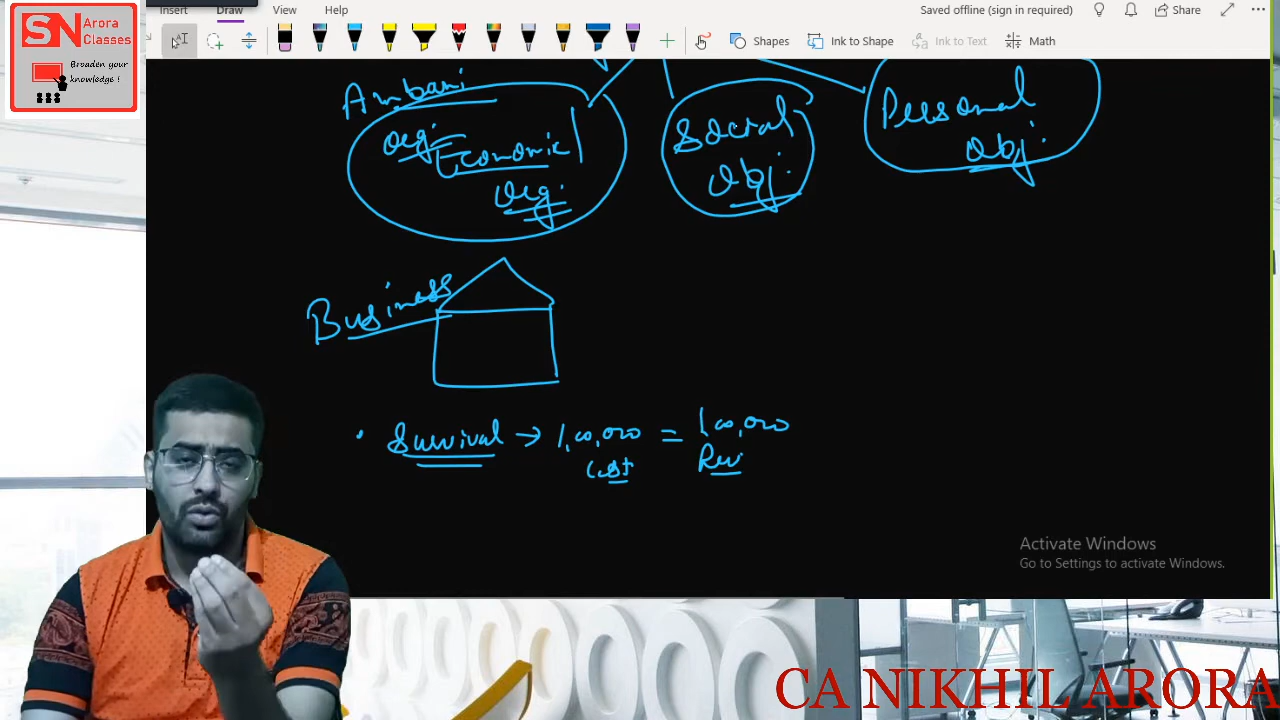 SN Arora
Classes
Broaden your
knowledge !
Insert Draw View Help
Saved offline (sign in required)
Share
Shapes
Ink to Shape
Ink to Text
Math
Ambani
org.
Economic
org.
Social
obj.
Personal
obj.
Business
Survival → 1,00,000 = 1,00,000
Cost Rev
Activate Windows
Go to Settings to activate Windows.
CA NIKHIL ARORA